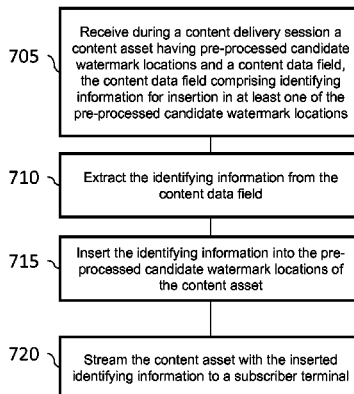 705
Receive during a content delivery session a
content asset having pre-processed candidate
watermark locations and a content data field,
the content data field comprising identifying
information for insertion in at least one of the
pre-processed candidate watermark locations
710
Extract the identifying information from the
content data field
715
Insert the identifying information into the pre-
processed candidate watermark locations of
the content asset
720
Stream the content asset with the inserted
identifying information to a subscriber terminal